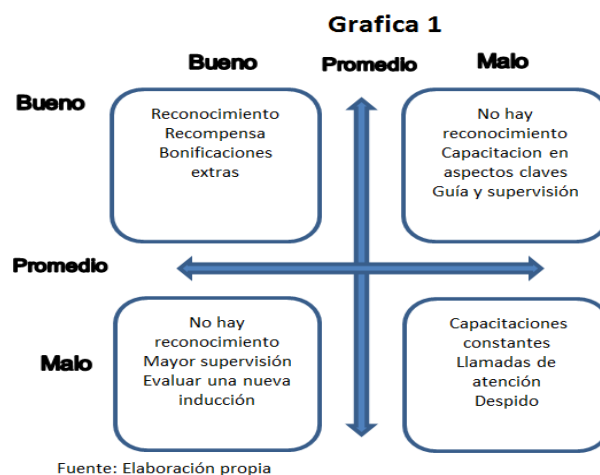 Grafica 1
Bueno Promedio Malo
Bueno
Reconocimiento
Recompensa
Bonificaciones
extras
No hay
reconocimiento
Capacitacion en
aspectos claves
Guía y supervisión
Promedio
Malo
No hay
reconocimiento
Mayor supervisión
Evaluar una nueva
inducción
Capacitaciones
constantes
Llamadas de
atención
Despido
Fuente: Elaboración propia